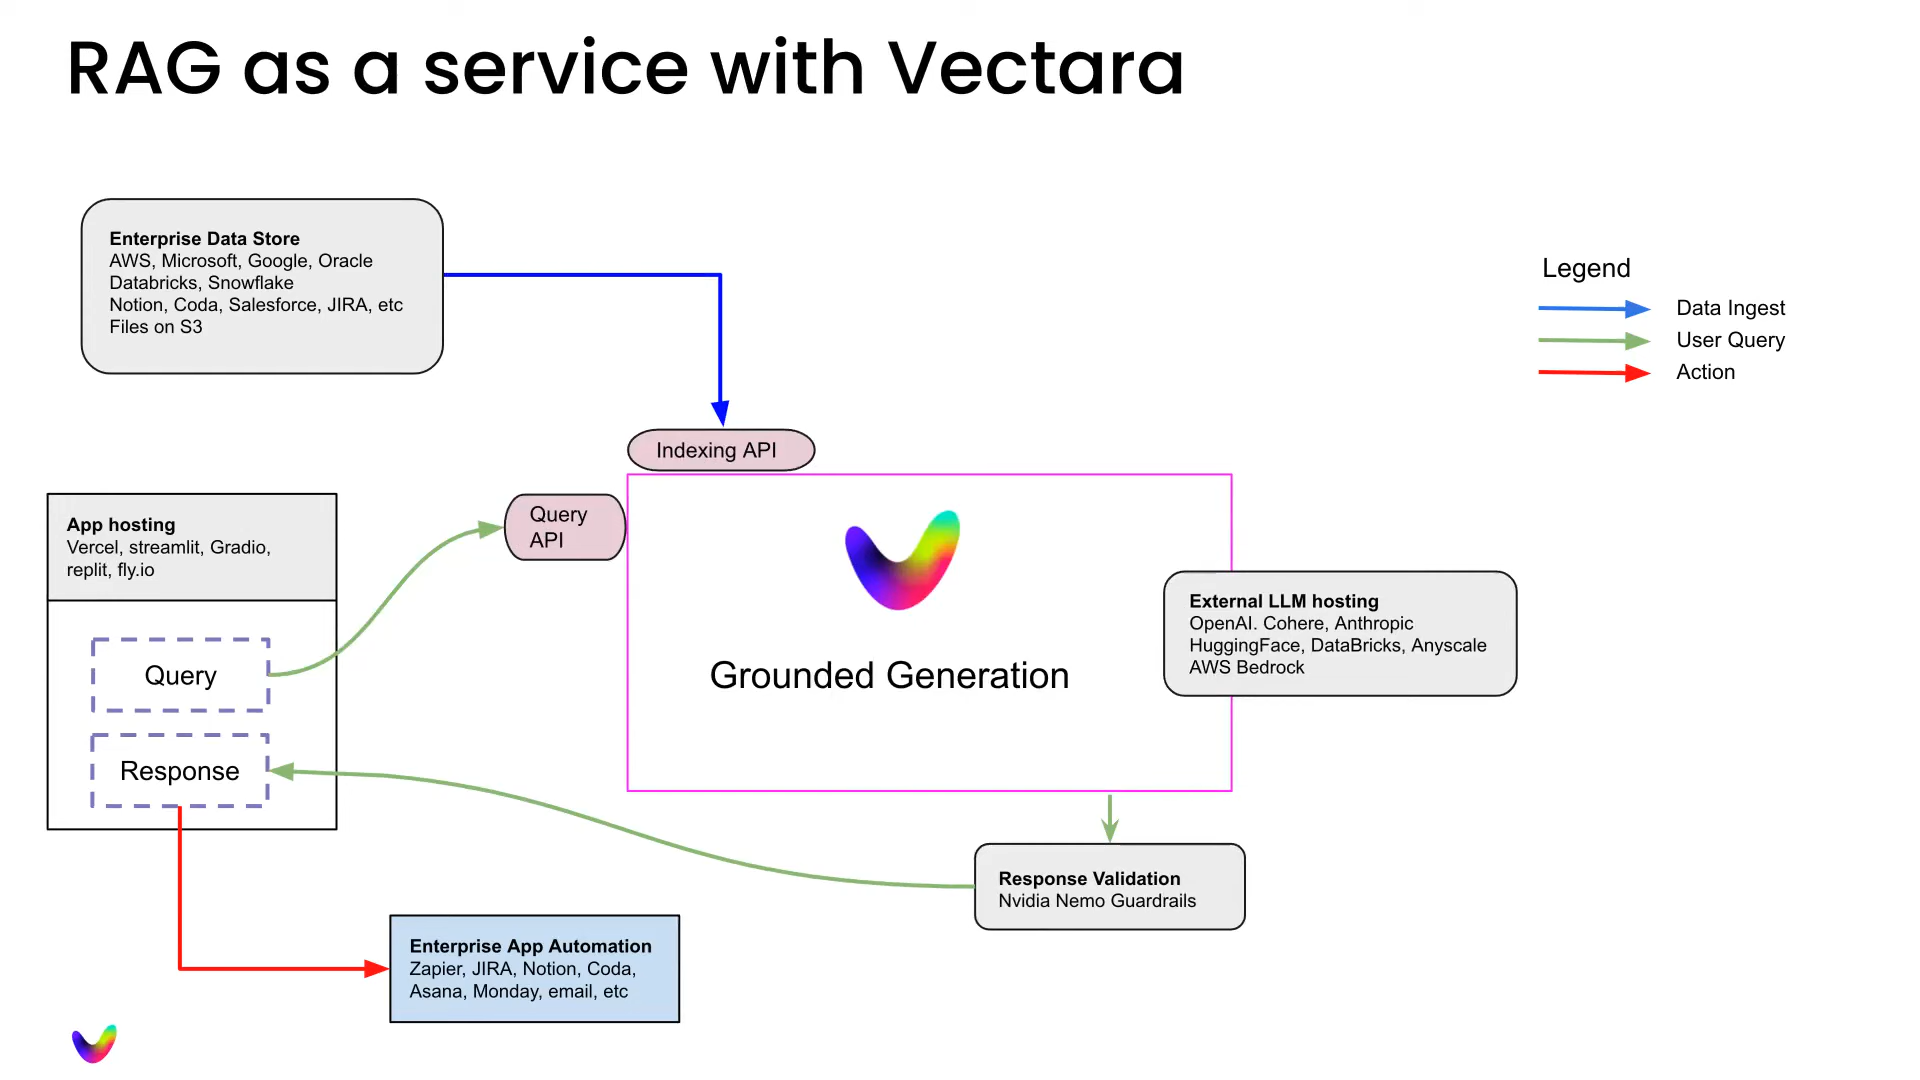 RAG as a service with Vectara
Enterprise Data Store
AWS, Microsoft, Google, Oracle
Databricks, Snowflake
Notion, Coda, Salesforce, JIRA, etc
Files on S3
Legend
Data Ingest
User Query
Action
Indexing API
Query
API
App hosting
Vercel, streamlit, Gradio,
replit, fly.io
Query
Response
Grounded Generation
External LLM hosting
OpenAI. Cohere, Anthropic
HuggingFace, DataBricks, Anyscale
AWS Bedrock
Response Validation
Nvidia Nemo Guardrails
Enterprise App Automation
Zapier, JIRA, Notion, Coda,
Asana, Monday, email, etc